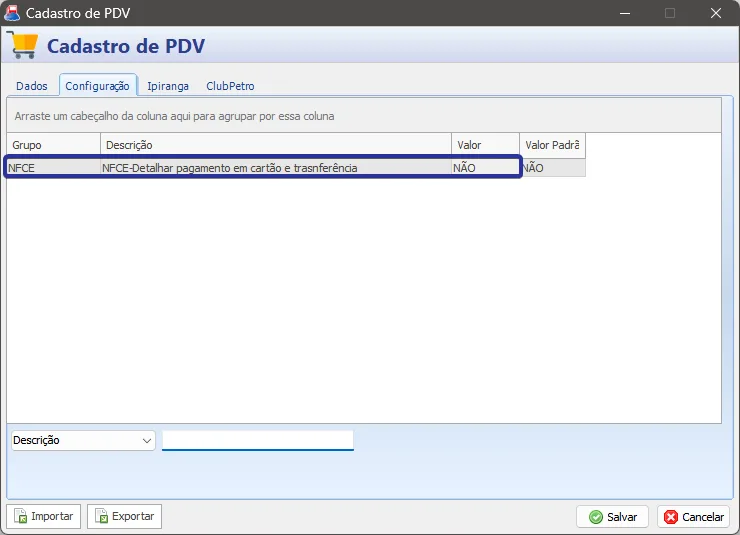 Cadastro de PDV
Cadastro de PDV
Dados Configuração Ipiranga ClubPetro
Arraste um cabeçalho da coluna aqui para agrupar por essa coluna
Grupo Descrição Valor Valor Padrã
NFCE NFCE-Detalhar pagamento em cartão e trasnferência NÃO NÃO
Descrição
Importar Exportar Salvar Cancelar